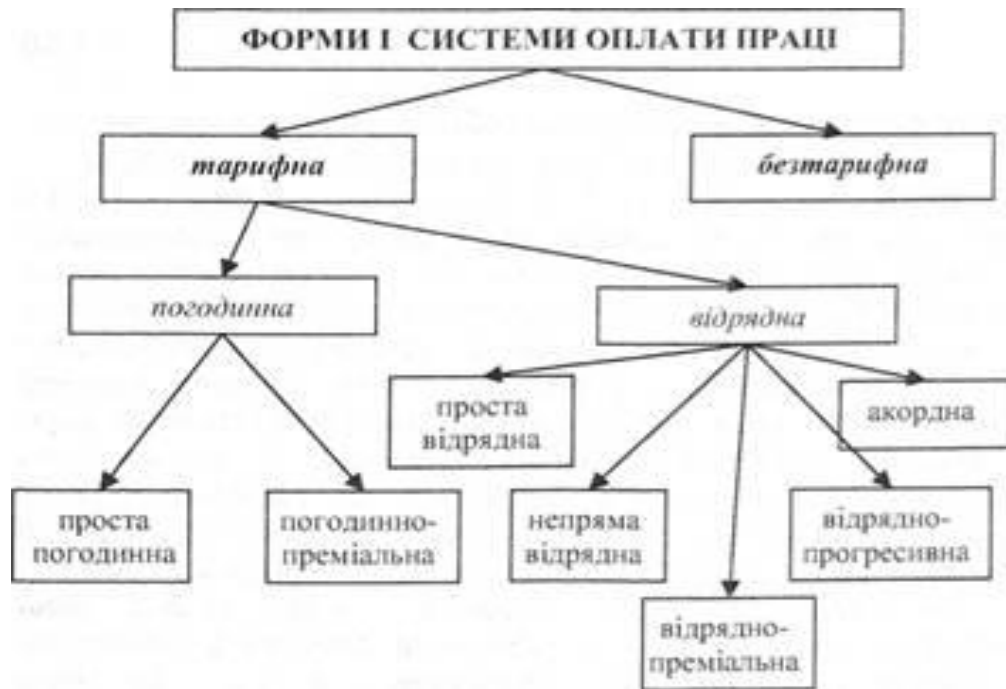 ФОРМИ І СИСТЕМИ ОПЛАТИ ПРАЦІ
тарифна
безтарифна
погодинна
відрядна
проста
відрядна
акордна
проста
погодинна
погодинно-
преміальна
непряма
відрядна
відрядно-
прогресивна
відрядно-
преміальна